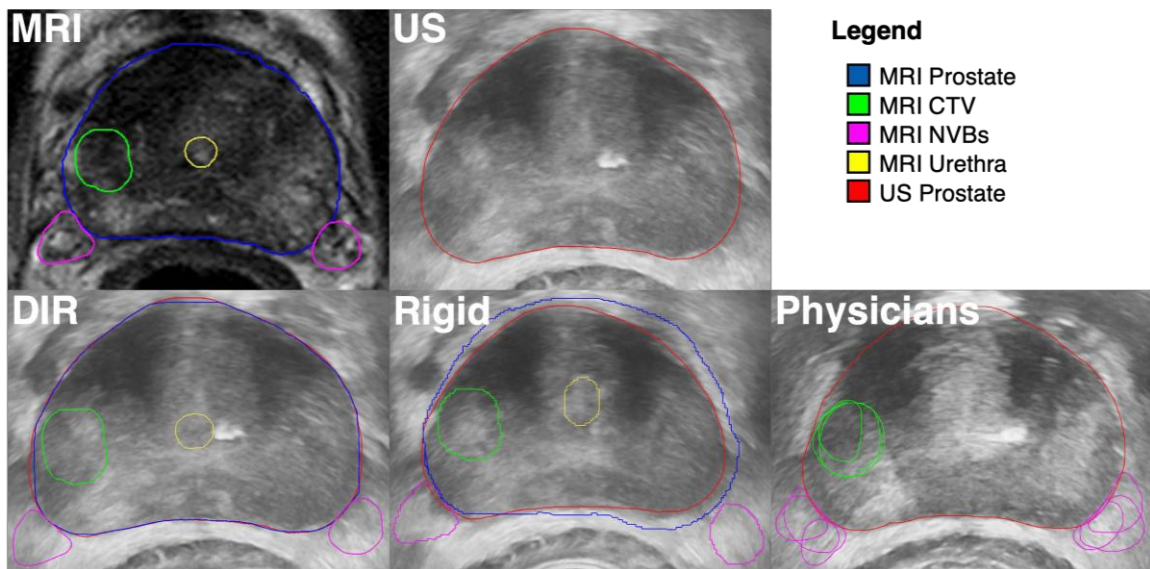 MRI
US
Legend
MRI Prostate
MRI CTV
MRI NVBs
MRI Urethra
US Prostate
DIR
Rigid
Physicians